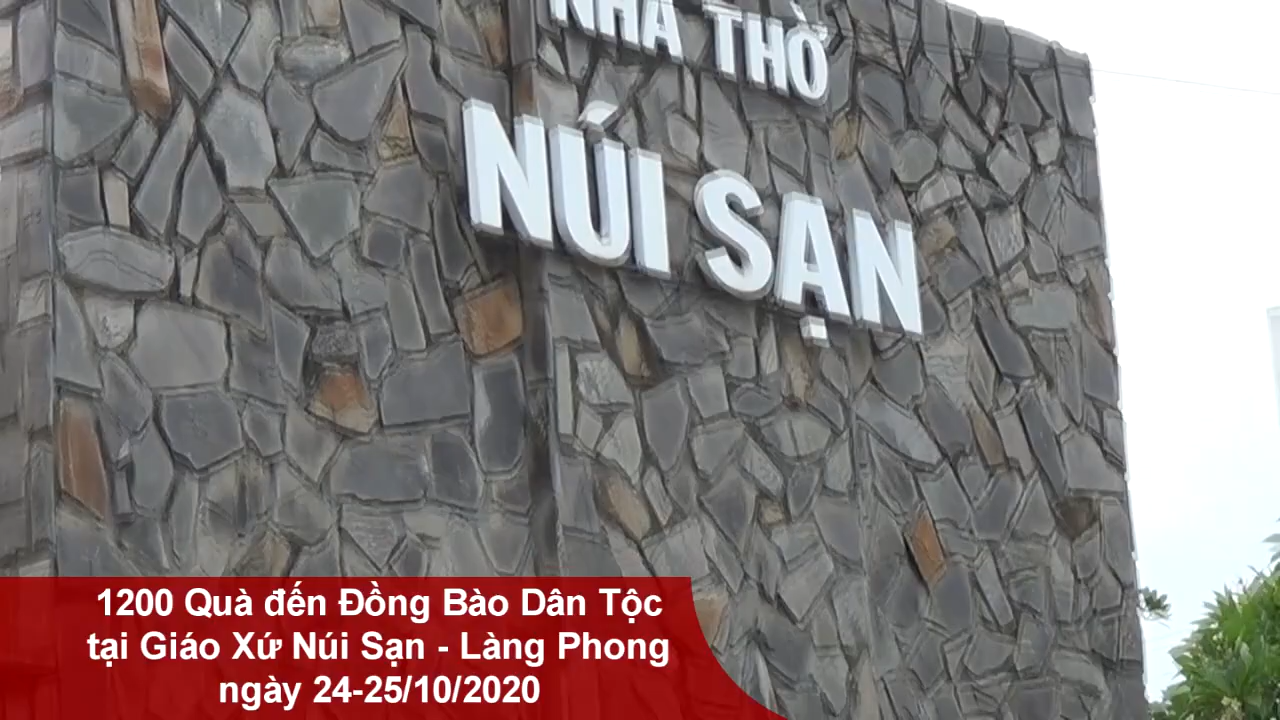 NHÀ THỜ
NÚI SẠN
1200 Quà đến Đồng Bào Dân Tộc
tại Giáo Xứ Núi Sạn - Làng Phong
ngày 24-25/10/2020